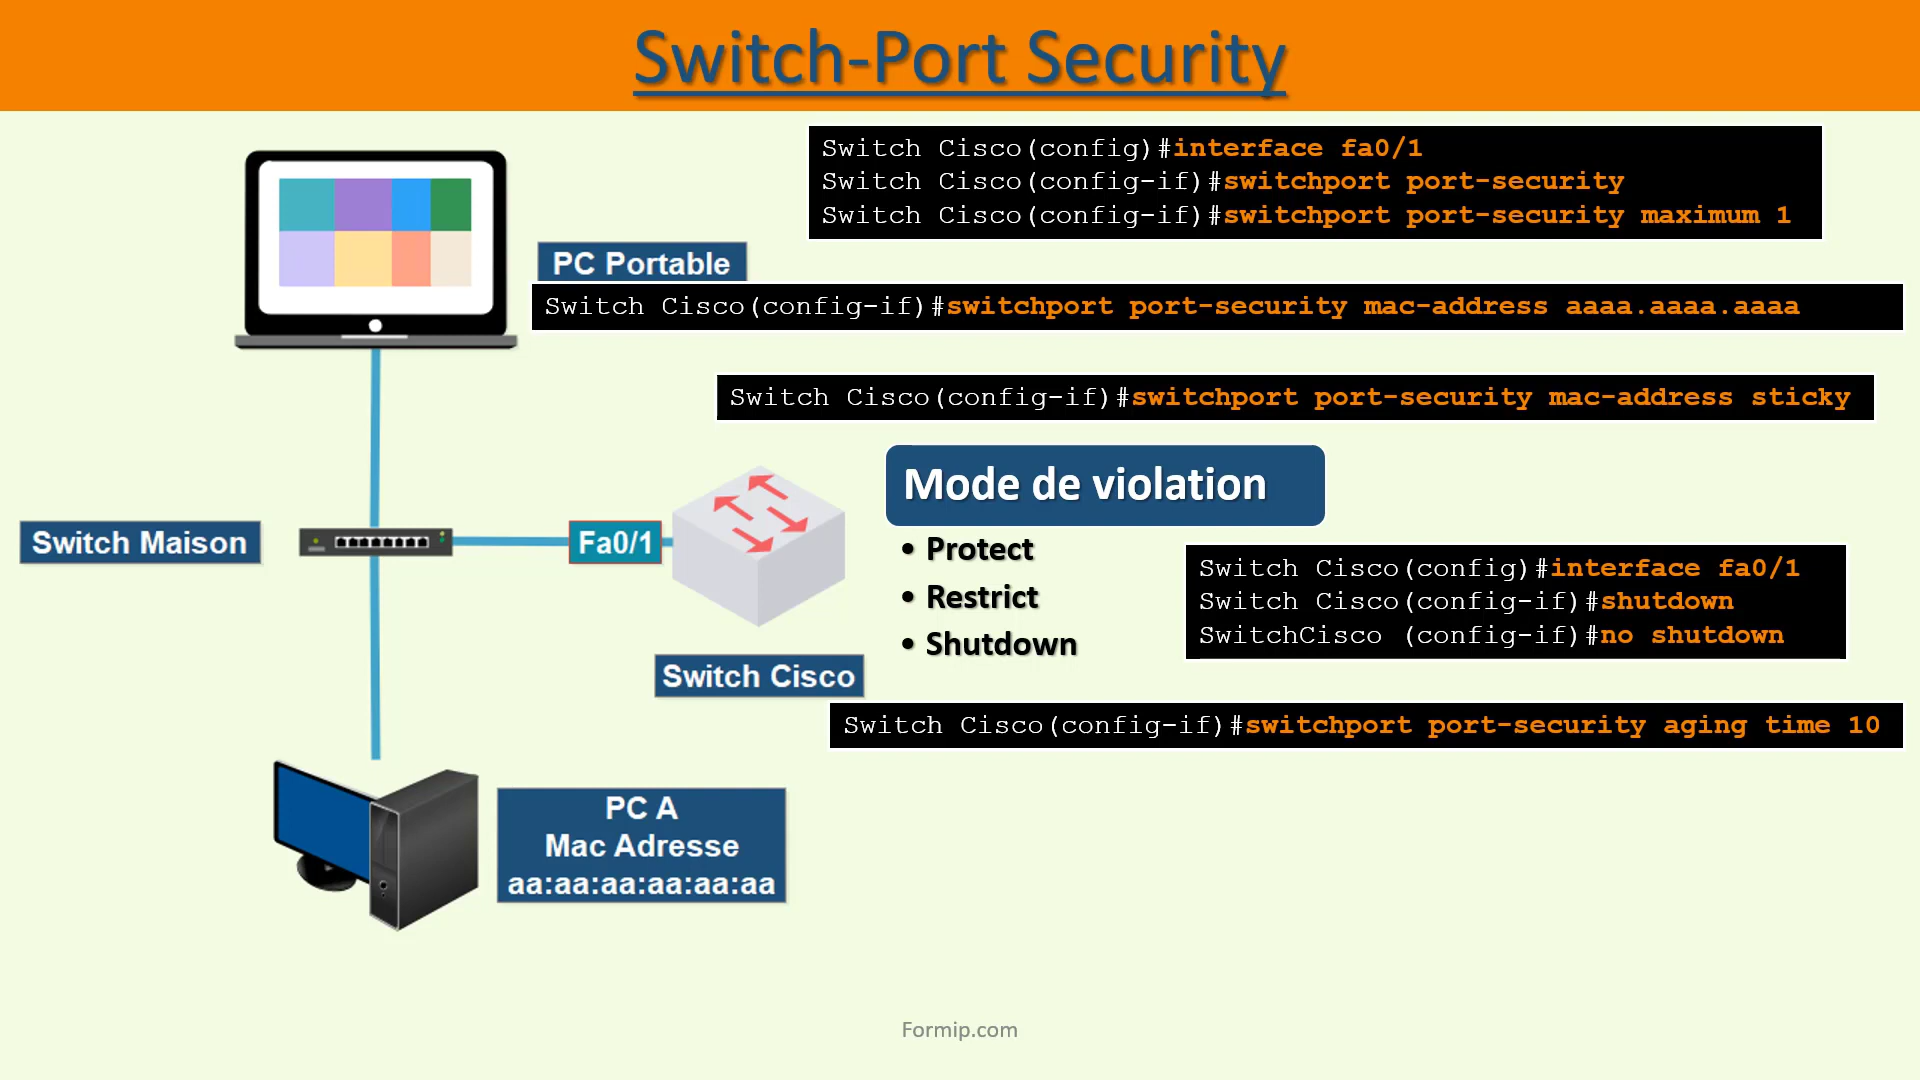 Switch-Port Security
Switch Cisco(config)#interface fa0/1
Switch Cisco(config-if)#switchport port-security
Switch Cisco(config-if)#switchport port-security maximum 1
PC Portable
Switch Cisco(config-if)#switchport port-security mac-address aaaa.aaaa.aaaa
Switch Cisco(config-if)#switchport port-security mac-address sticky
Mode de violation
• Protect
• Restrict
• Shutdown
Switch Cisco(config)#interface fa0/1
Switch Cisco(config-if)#shutdown
SwitchCisco (config-if)#no shutdown
Switch Maison
Fa0/1
Switch Cisco
Switch Cisco(config-if)#switchport port-security aging time 10
PC A
Mac Adresse
aa:aa:aa:aa:aa:aa
Formip.com